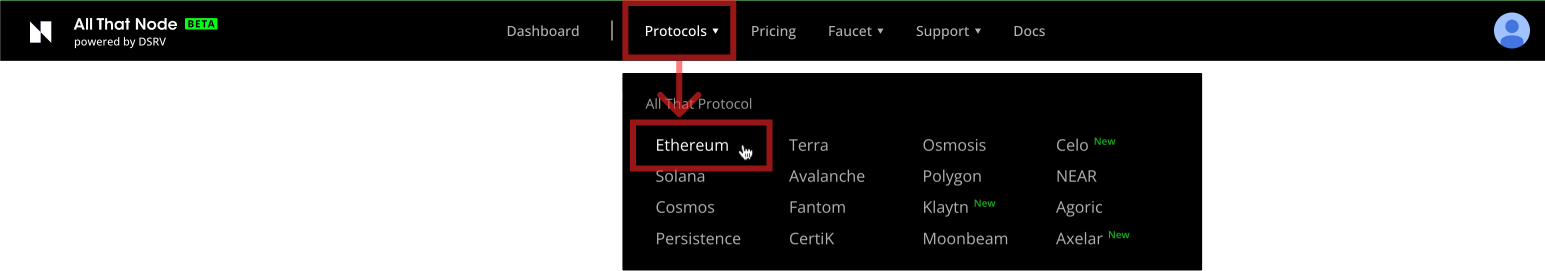 All That Node BETA
powered by DSRV
Dashboard | Protocols ▾ Pricing Faucet ▾ Support ▾ Docs
All That Protocol
Ethereum Terra Osmosis Celo New
Solana Avalanche Polygon NEAR
Cosmos Fantom Klaytn New Agoric
Persistence CertiK Moonbeam Axelar New